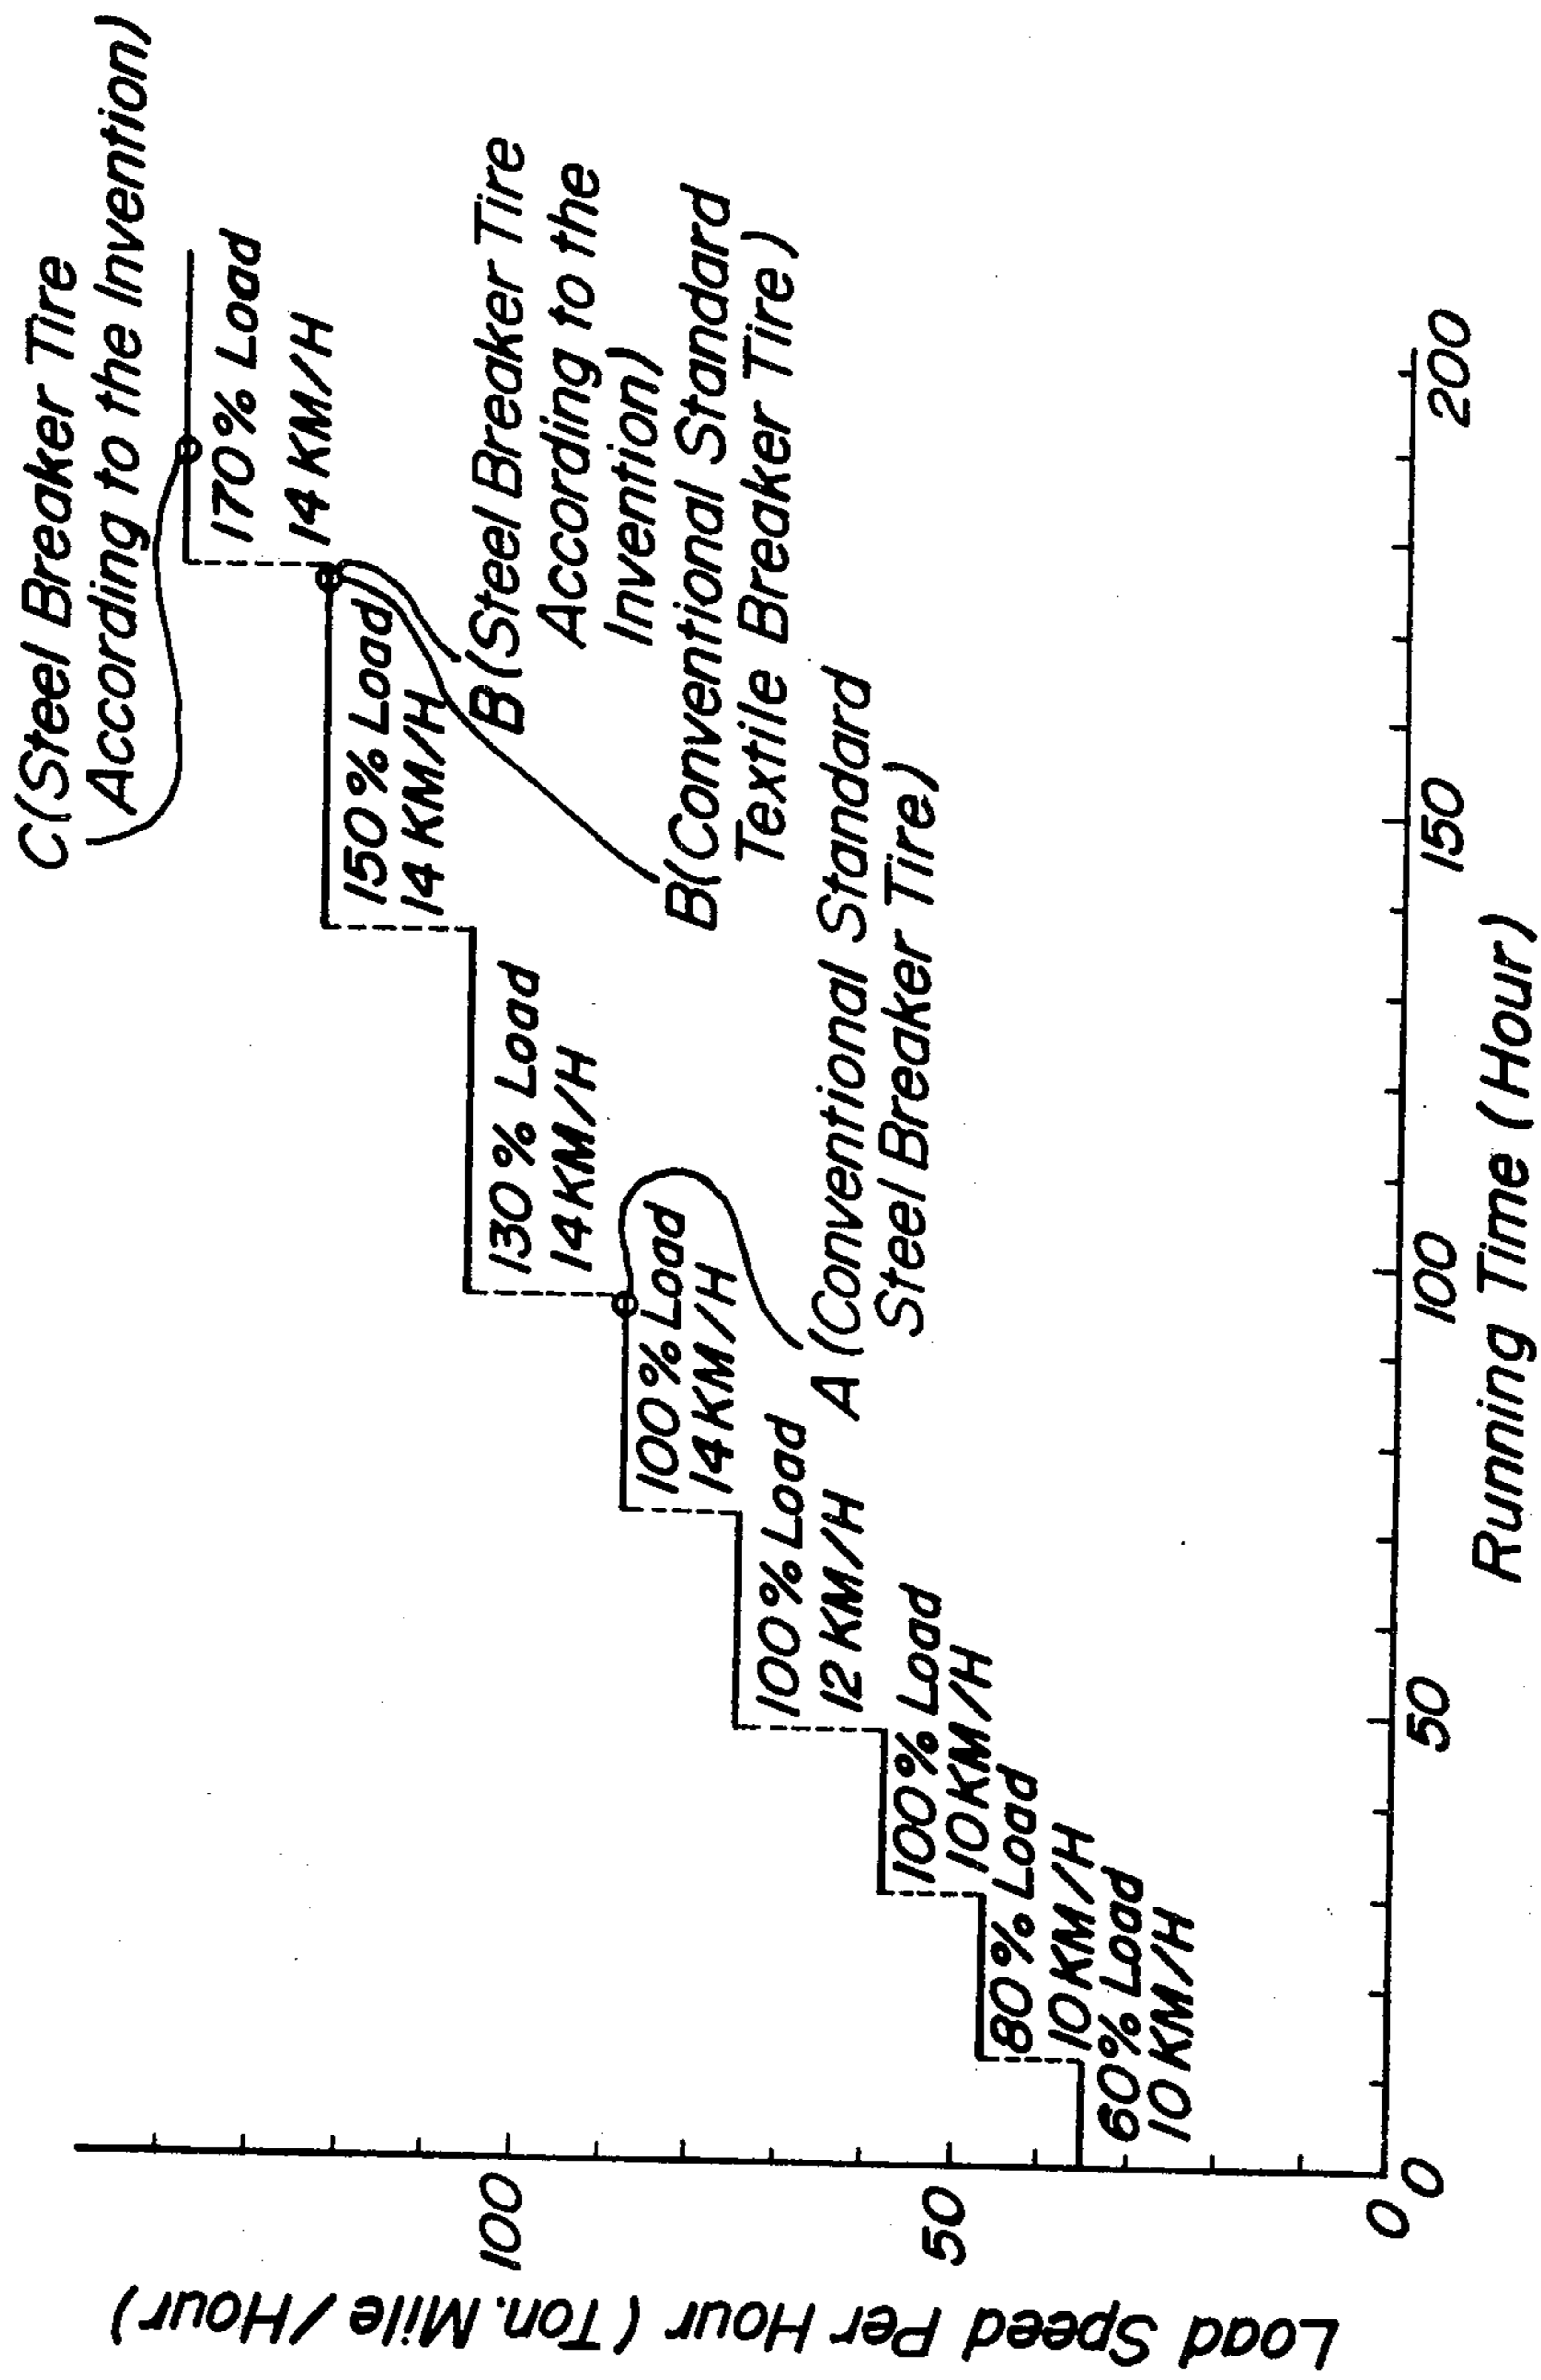 C(Steel Breaker Tire
According to the Invention)
170% Load
14 KM/H
150% Load
14 KM/H
B(Steel Breaker Tire
According to the
Invention)
B(Conventional Standard
Textile Breaker Tire)
130% Load
14 KM/H
100% Load
14 KM/H
A (Conventional Standard
Steel Breaker Tire)
100% Load
12 KM/H
100% Load
10 KM/H
80% Load
10 KM/H
60% Load
10 KM/H
Load Speed Per Hour (Ton. Mile/Hour)
100
50
0
0
50
100
150
200
Running Time (Hour)